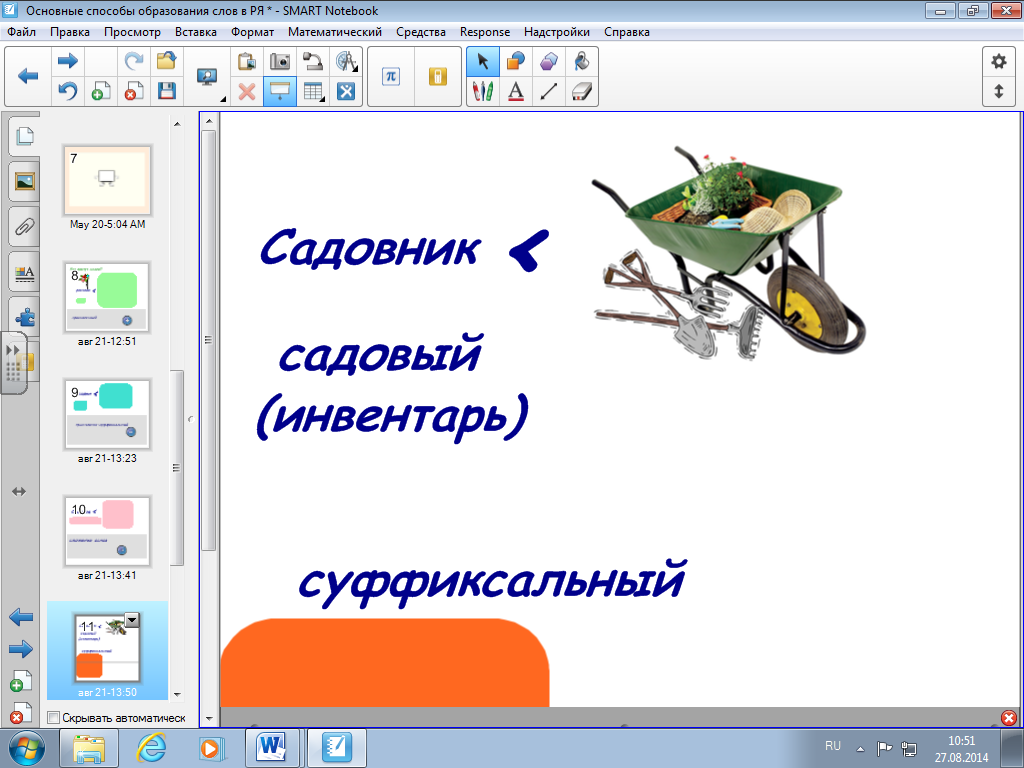 Основные способы образования слов в РЯ * - SMART Notebook
Файл Правка Просмотр Вставка Формат Математический Средства Response Надстройки Справка
7
May 20-5:04 AM
8
авг 21-12:51
9
авг 21-13:23
10
авг 21-13:41
11
авг 21-13:50
Скрывать автоматическ
Садовник <
садовый
(инвентарь)
суффиксальный
RU
10:51
27.08.2014